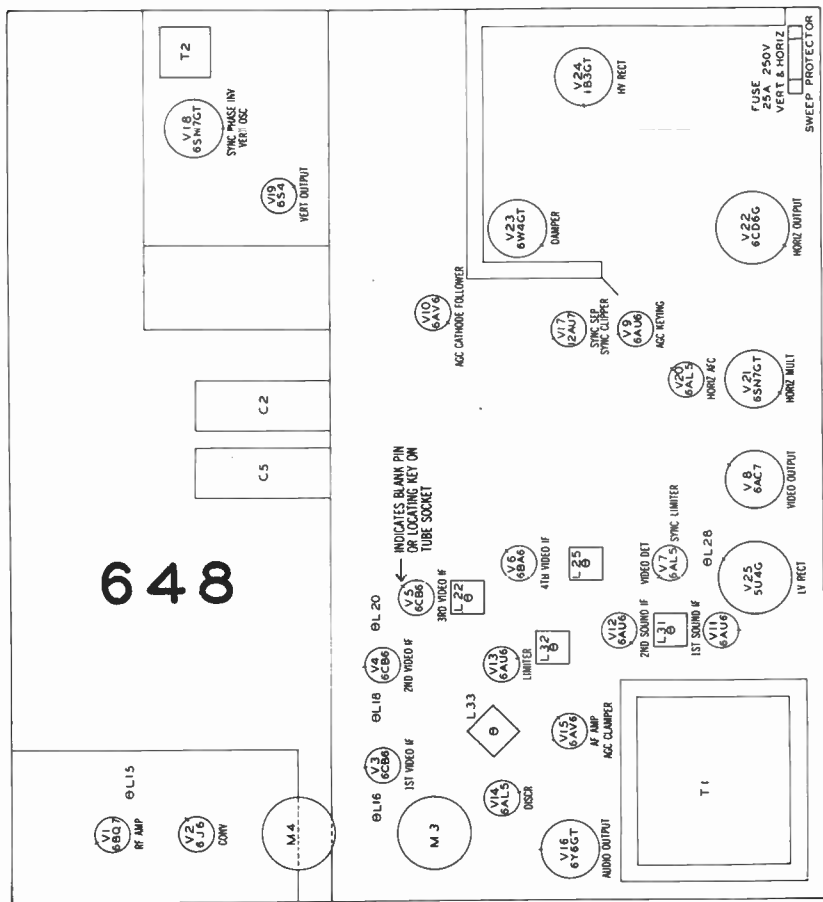 T2
V18
6SN7GT
SYNC PHASE INV
VERT OSC
V19
6S4
VERT OUTPUT
V24
1B3GT
HV RECT
FUSE
25A 250V
VERT & HORIZ
SWEEP PROTECTOR
V23
6W4GT
DAMPER
V22
6CD6G
HORIZ OUTPUT
V10
6AV6
AGC CATHODE FOLLOWER
V17
12AU7
SYNC SEP
SYNC CLIPPER
V9
6AU6
AGC KEYING
V20
6AL5
HORIZ AFC
V21
6SN7GT
HORIZ MULT
C2
C5
INDICATES BLANK PIN
OR LOCATING KEY ON
TUBE SOCKET
V8
6AC7
VIDEO OUTPUT
648
L20
V5
6CB6
3RD VIDEO IF
L22
V6
6BA6
4TH VIDEO IF
L25
VIDEO DET
V7
6AL5
SYNC LIMITER
L28
V25
5U4G
LV RECT
L18
V4
6CB6
2ND VIDEO IF
V13
6AU6
LIMITER
L32
V12
6AU6
2ND SOUND IF
L31
1ST SOUND IF
V11
6AU6
L15
L16
V3
6CB6
1ST VIDEO IF
L33
V15
6AV6
AF AMP
AGC CLAMPER
V1
6BQ7
RF AMP
V2
6J6
CONV
M4
M3
V14
6AL5
DISCR
V16
6Y6GT
AUDIO OUTPUT
T1